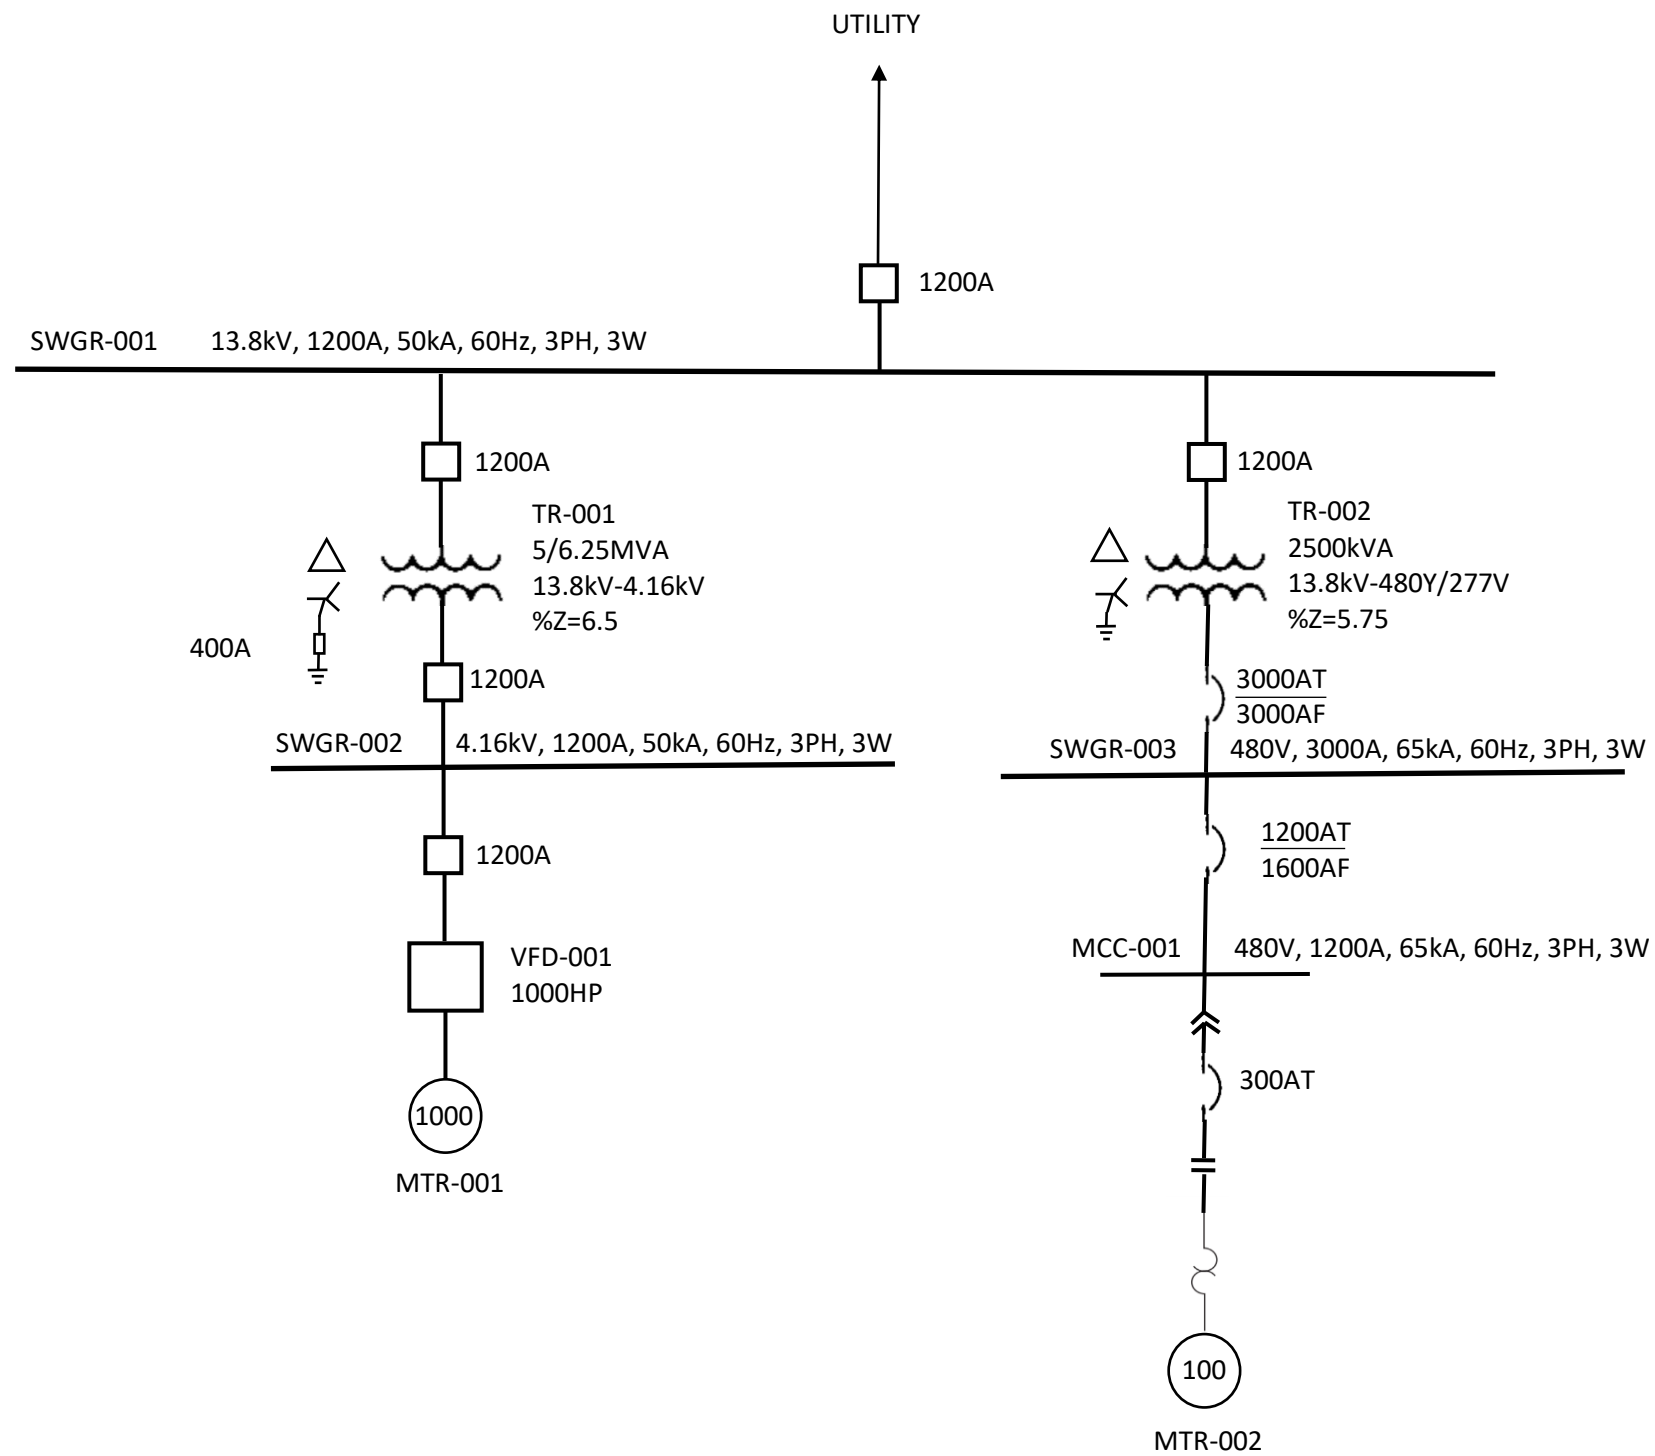 UTILITY
1200A
SWGR-001 13.8kV, 1200A, 50kA, 60Hz, 3PH, 3W
1200A
TR-001
5/6.25MVA
13.8kV-4.16kV
%Z=6.5
400A
1200A
SWGR-002 4.16kV, 1200A, 50kA, 60Hz, 3PH, 3W
1200A
VFD-001
1000HP
1000
MTR-001
1200A
TR-002
2500kVA
13.8kV-480Y/277V
%Z=5.75
3000AT
3000AF
SWGR-003 480V, 3000A, 65kA, 60Hz, 3PH, 3W
1200AT
1600AF
MCC-001 480V, 1200A, 65kA, 60Hz, 3PH, 3W
300AT
100
MTR-002